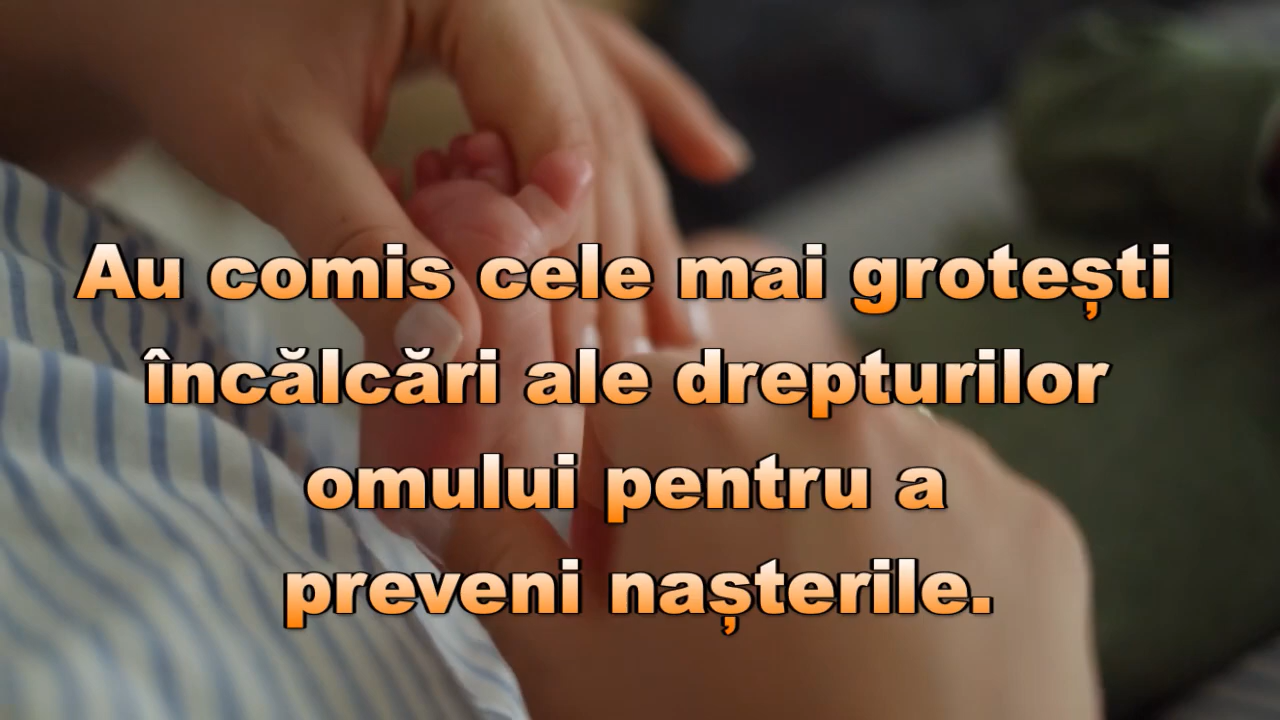 Au comis cele mai grotești
încălcări ale drepturilor
omului pentru a
preveni nașterile.